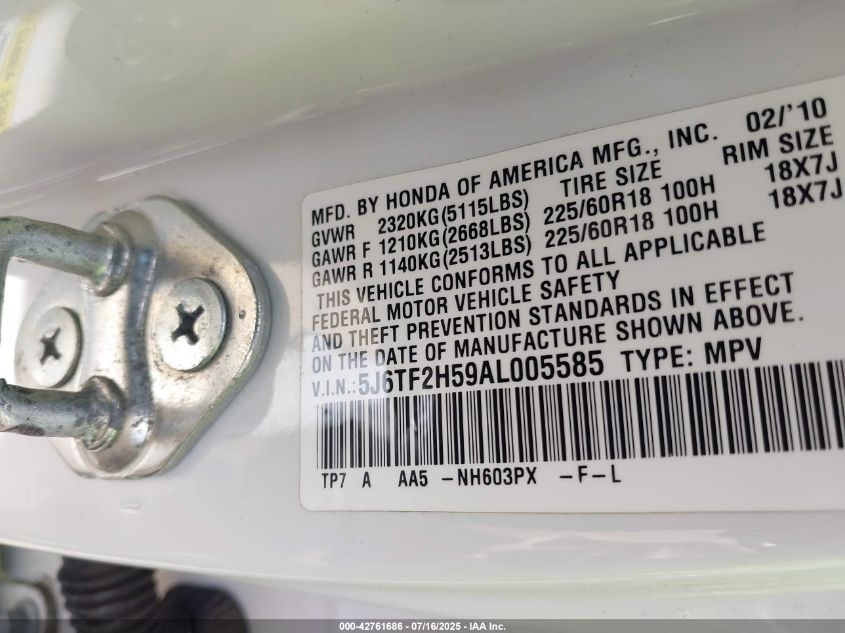 MFD. BY HONDA OF AMERICA MFG., INC. 02/'10
GVWR 2320KG(5115LBS) TIRE SIZE RIM SIZE
GAWR F 1210KG(2668LBS) 225/60R18 100H 18X7J
GAWR R 1140KG(2513LBS) 225/60R18 100H 18X7J
THIS VEHICLE CONFORMS TO ALL APPLICABLE
FEDERAL MOTOR VEHICLE SAFETY
AND THEFT PREVENTION STANDARDS IN EFFECT
ON THE DATE OF MANUFACTURE SHOWN ABOVE.
V.I.N.: 5J6TF2H59AL005585 TYPE: MPV
TP7 A AA5 -NH603PX -F-L
000-42761686 - 07/16/2025 - IAA Inc.